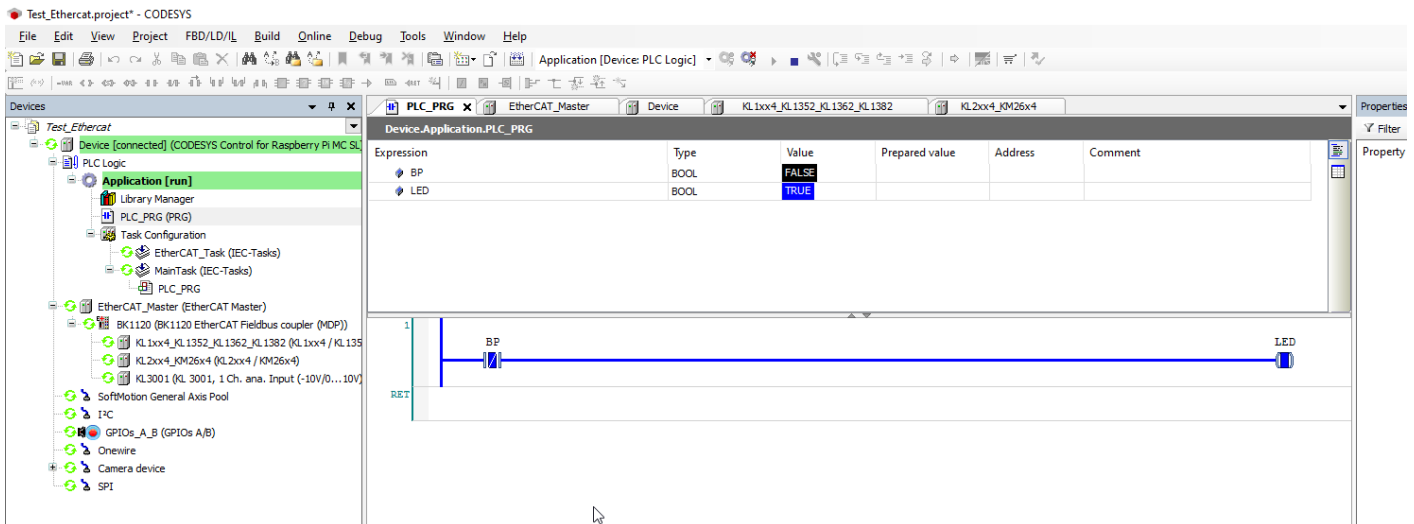 Test_Ethercat.project* - CODESYS
File Edit View Project FBD/LD/IL Build Online Debug Tools Window Help
Application [Device: PLC Logic]
Devices
PLC_PRG EtherCAT_Master Device KL1xx4_KL1352_KL1362_KL1382 KL2xx4_KM26x4
Properties
Test_Ethercat
Device [connected] (CODESYS Control for Raspberry Pi MC SL
PLC Logic
Application [run]
Library Manager
PLC_PRG (PRG)
Task Configuration
EtherCAT_Task (IEC-Tasks)
MainTask (IEC-Tasks)
PLC_PRG
EtherCAT_Master (EtherCAT Master)
BK1120 (BK1120 EtherCAT Fieldbus coupler (MDP))
KL1xx4_KL1352_KL1362_KL1382 (KL1xx4 / KL135
KL2xx4_KM26x4 (KL2xx4 / KM26x4)
KL3001 (KL 3001, 1 Ch. ana. Input (-10V/0...10V)
SoftMotion General Axis Pool
I²C
GPIOs_A_B (GPIOs A/B)
Onewire
Camera device
SPI
Device.Application.PLC_PRG
Expression Type Value Prepared value Address Comment
BP BOOL FALSE
LED BOOL TRUE
1
BP LED
RET
Filter
Property